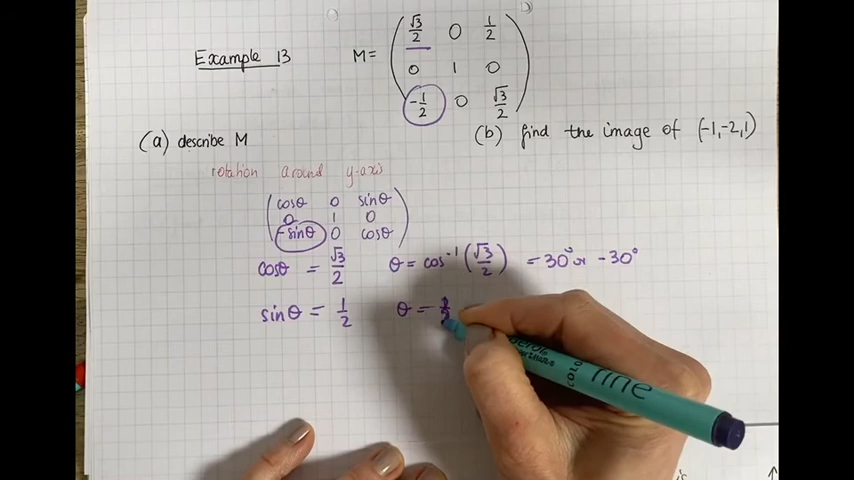 Example 13 M = ( √3/2 0 1/2
0 1 0
-1/2 0 √3/2 )
(a) describe M (b) find the image of (-1,-2,1)
rotation around y-axis
( cosθ 0 sinθ
0 1 0
-sinθ 0 cosθ )
cosθ = √3/2 θ = cos⁻¹(√3/2) = 30° or -30°
sinθ = 1/2 θ =
fine